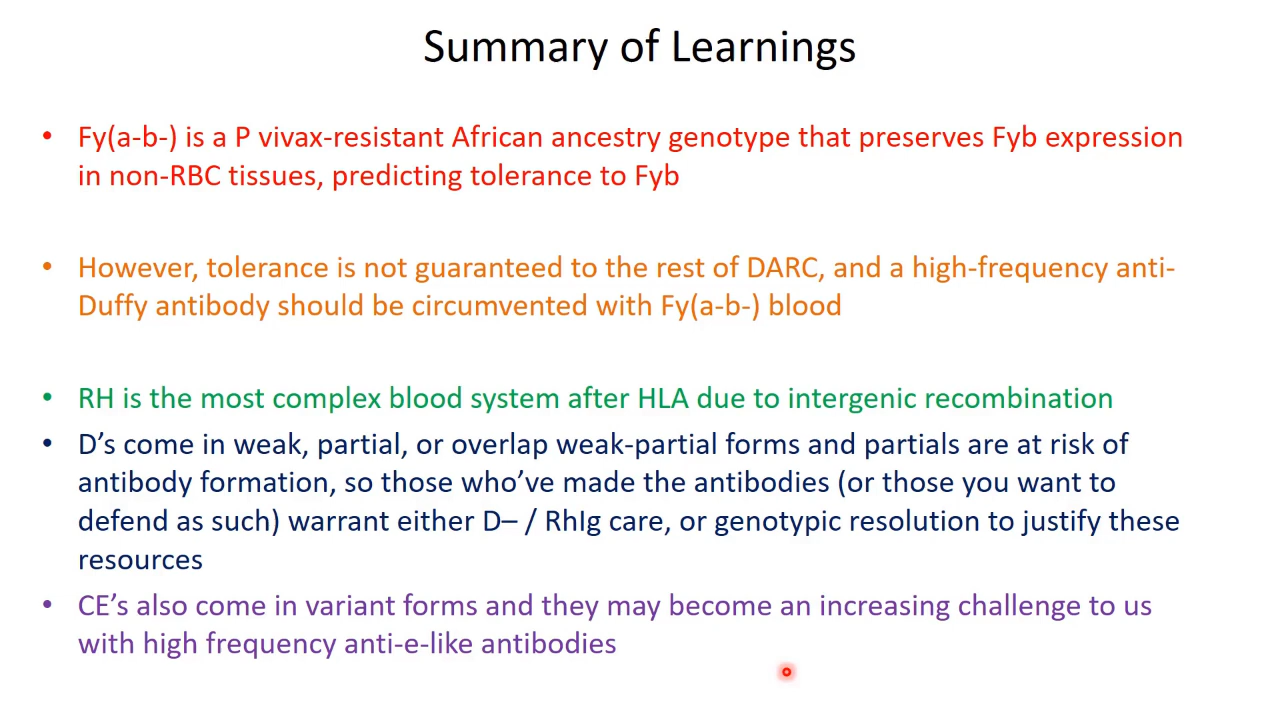 Summary of Learnings
• Fy(a-b-) is a P vivax-resistant African ancestry genotype that preserves Fyb expression
in non-RBC tissues, predicting tolerance to Fyb
• However, tolerance is not guaranteed to the rest of DARC, and a high-frequency anti-
Duffy antibody should be circumvented with Fy(a-b-) blood
• RH is the most complex blood system after HLA due to intergenic recombination
• D’s come in weak, partial, or overlap weak-partial forms and partials are at risk of
antibody formation, so those who’ve made the antibodies (or those you want to
defend as such) warrant either D– / RhIg care, or genotypic resolution to justify these
resources
• CE’s also come in variant forms and they may become an increasing challenge to us
with high frequency anti-e-like antibodies